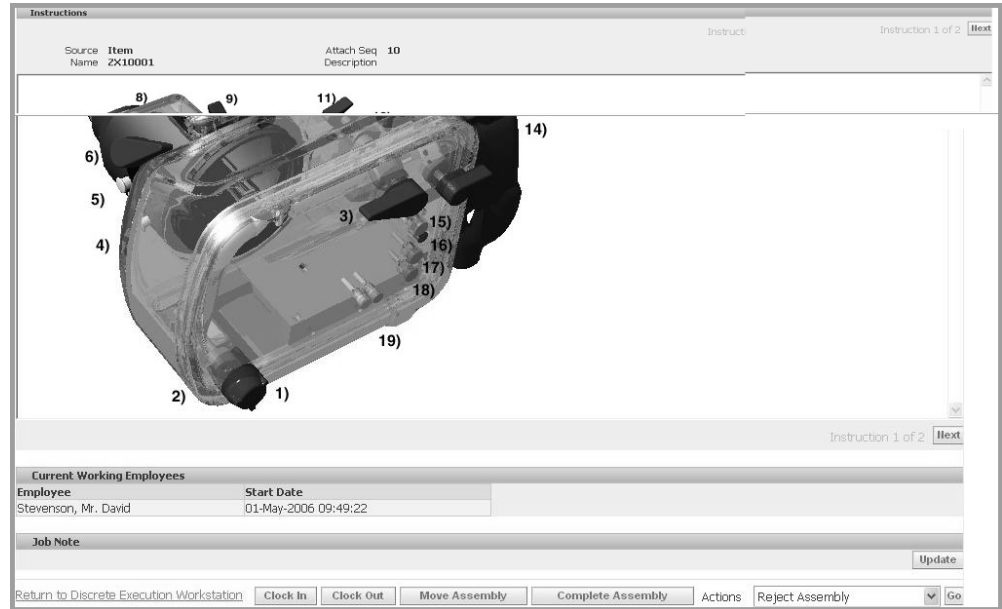 Instructions
Instruct
Instruction 1 of 2 Next
Source Item Attach Seq 10
Name ZX10001 Description
8) 9) 11)
14)
6)
5)
3)
15)
4)
16)
17)
18)
19)
2) 1)
Instruction 1 of 2 Next
Current Working Employees
Employee Start Date
Stevenson, Mr. David 01-May-2006 09:49:22
Job Note
Update
Return to Discrete Execution Workstation Clock In Clock Out Move Assembly Complete Assembly Actions Reject Assembly Go